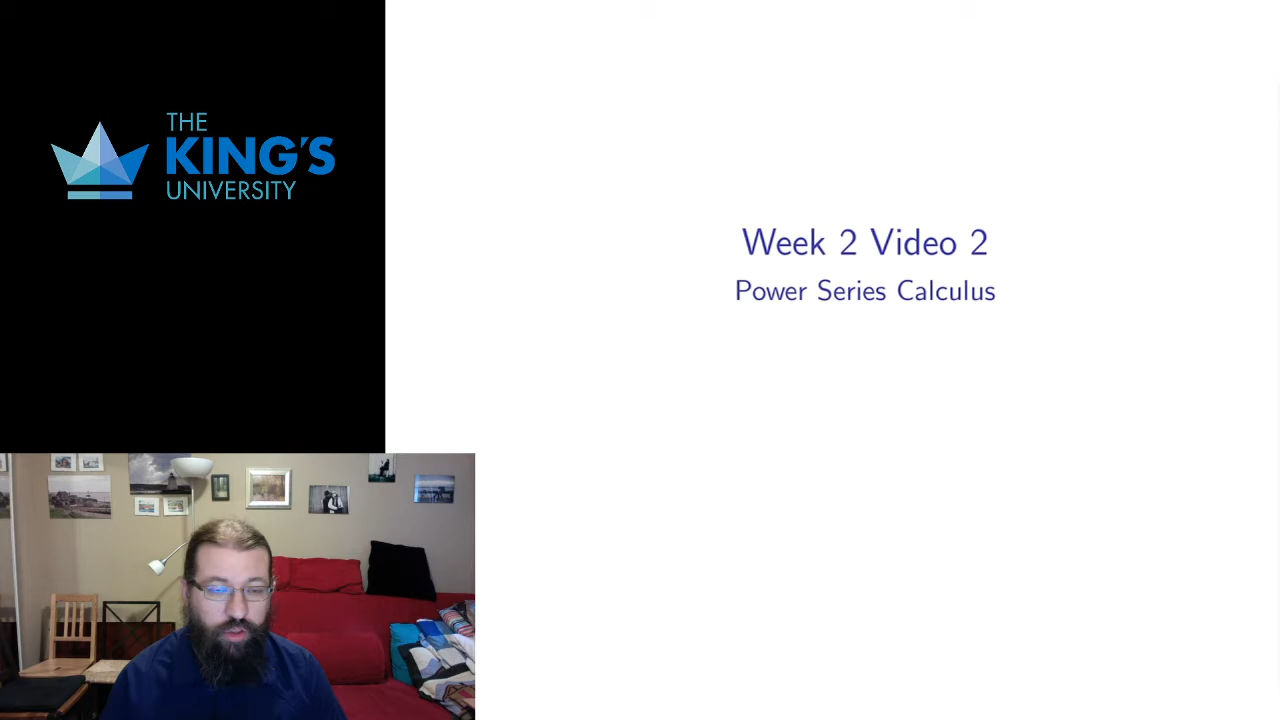 THE
KING'S
UNIVERSITY
Week 2 Video 2
Power Series Calculus